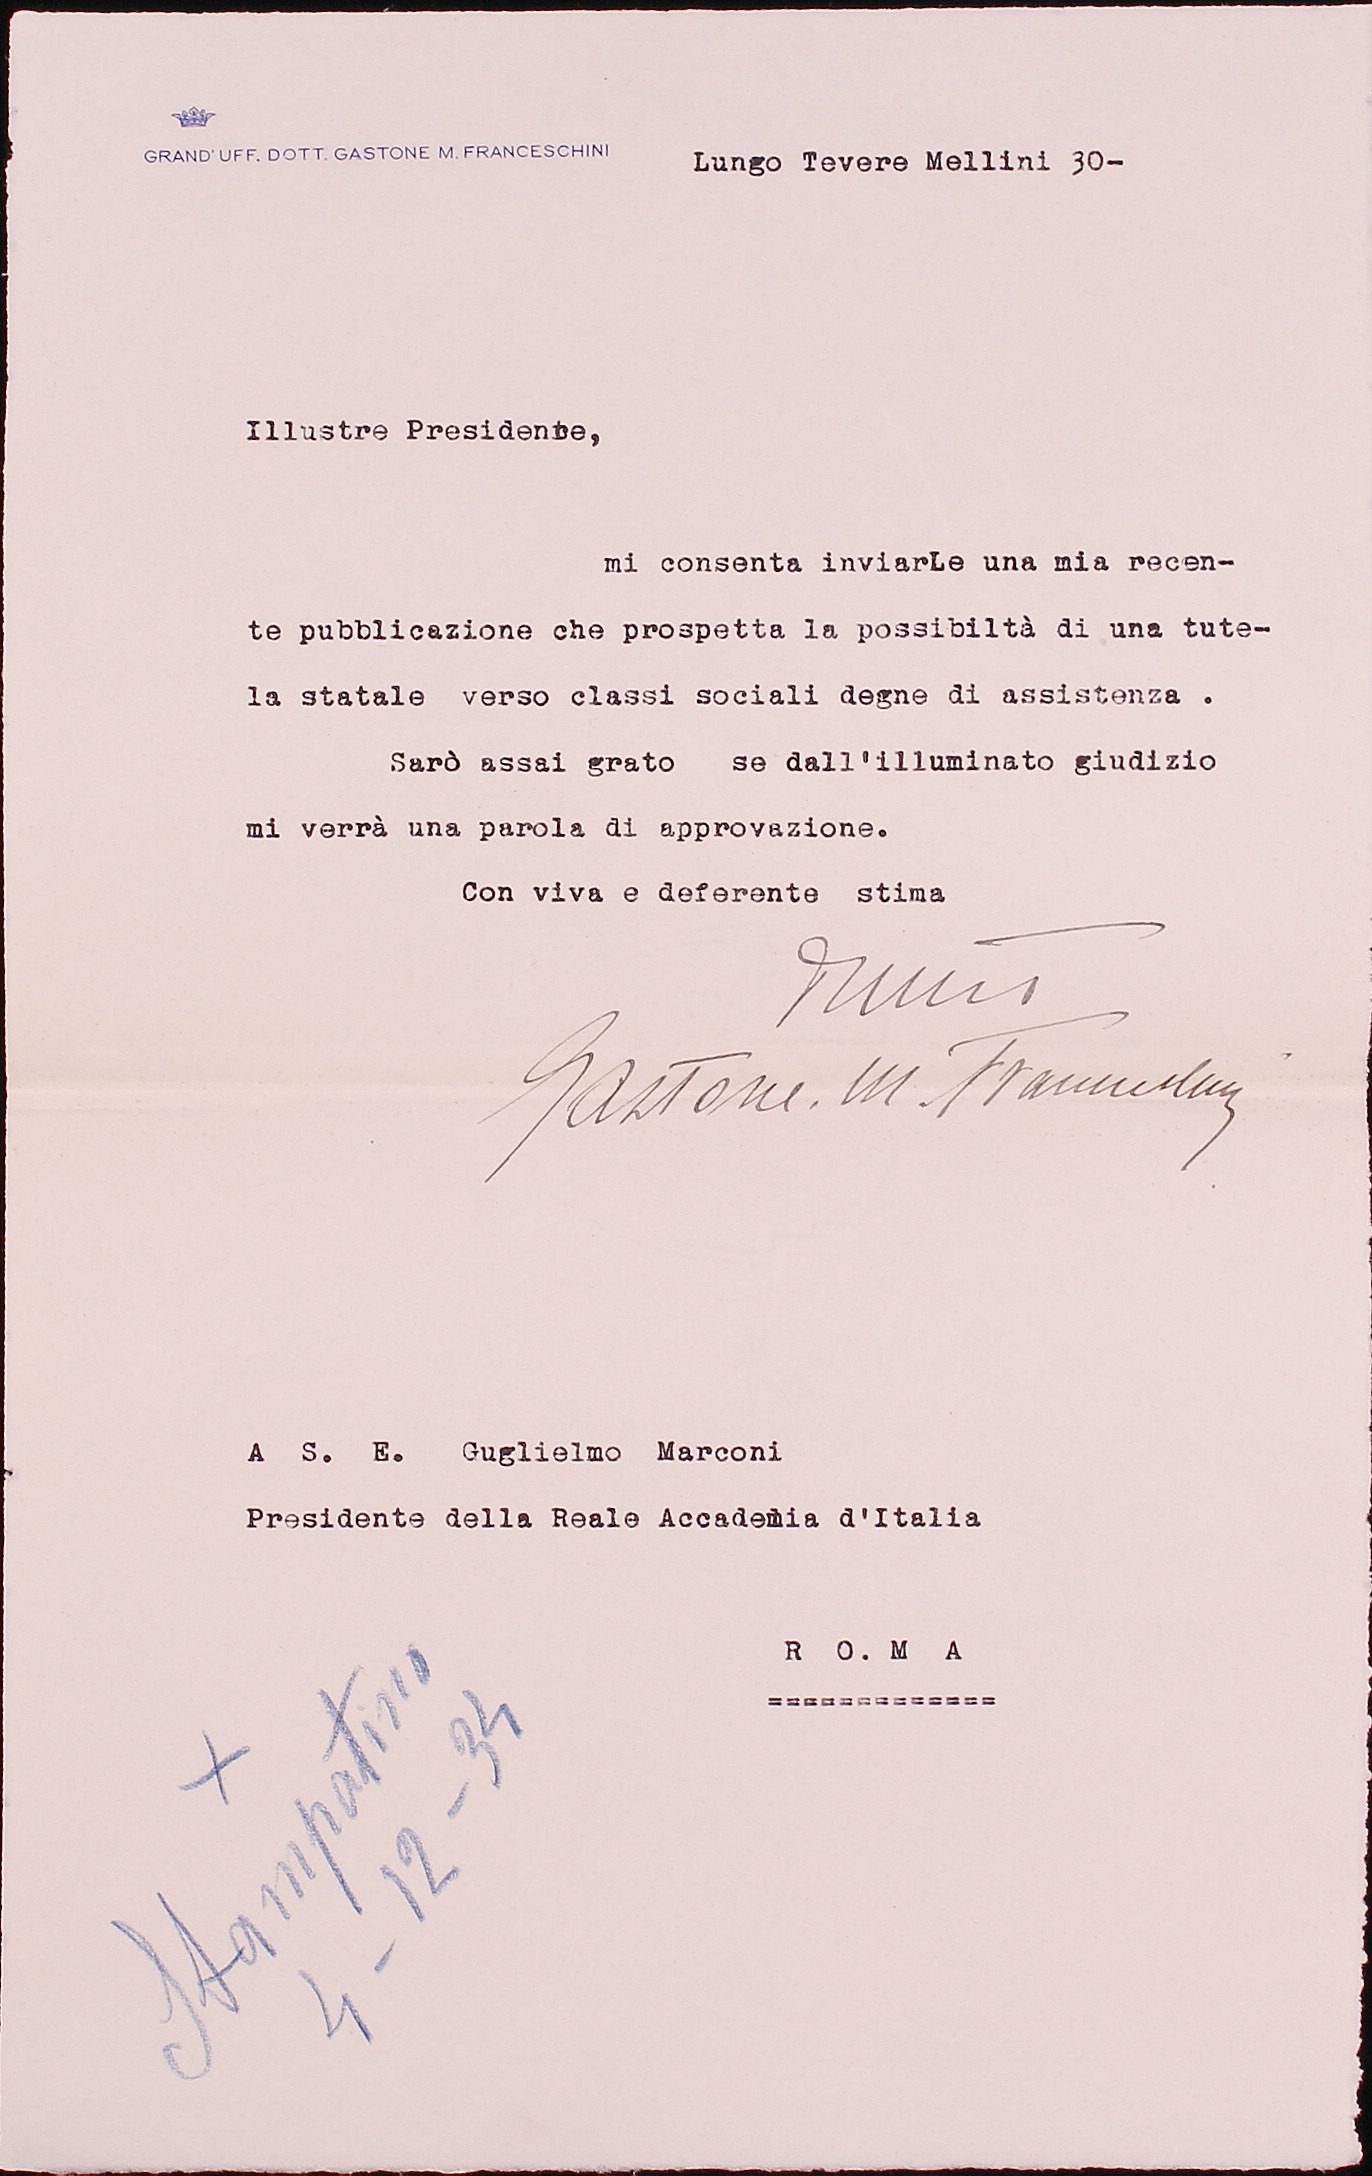 GRAND' UFF. DOTT. GASTONE M. FRANCESCHINI
Lungo Tevere Mellini 30-
Illustre Presidente,
mi consenta inviarLe una mia recen-
te pubblicazione che prospetta la possibiltà di una tute-
la statale verso classi sociali degne di assistenza .
Sarò assai grato se dall'illuminato giudizio
mi verrà una parola di approvazione.
Con viva e deferente stima
Gastone. M. Franceschini
A S. E. Guglielmo Marconi
Presidente della Reale Accademia d'Italia
R O. M A
=============
+
Stampatino
4-12-34